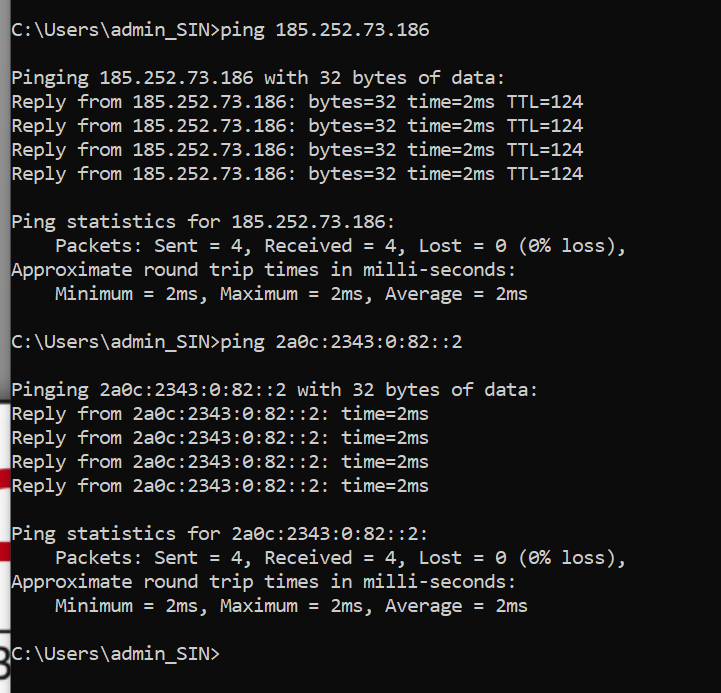 C:\Users\admin_SIN>ping 185.252.73.186
Pinging 185.252.73.186 with 32 bytes of data:
Reply from 185.252.73.186: bytes=32 time=2ms TTL=124
Reply from 185.252.73.186: bytes=32 time=2ms TTL=124
Reply from 185.252.73.186: bytes=32 time=2ms TTL=124
Reply from 185.252.73.186: bytes=32 time=2ms TTL=124
Ping statistics for 185.252.73.186:
    Packets: Sent = 4, Received = 4, Lost = 0 (0% loss),
Approximate round trip times in milli-seconds:
    Minimum = 2ms, Maximum = 2ms, Average = 2ms
C:\Users\admin_SIN>ping 2a0c:2343:0:82::2
Pinging 2a0c:2343:0:82::2 with 32 bytes of data:
Reply from 2a0c:2343:0:82::2: time=2ms
Reply from 2a0c:2343:0:82::2: time=2ms
Reply from 2a0c:2343:0:82::2: time=2ms
Reply from 2a0c:2343:0:82::2: time=2ms
Ping statistics for 2a0c:2343:0:82::2:
    Packets: Sent = 4, Received = 4, Lost = 0 (0% loss),
Approximate round trip times in milli-seconds:
    Minimum = 2ms, Maximum = 2ms, Average = 2ms
C:\Users\admin_SIN>